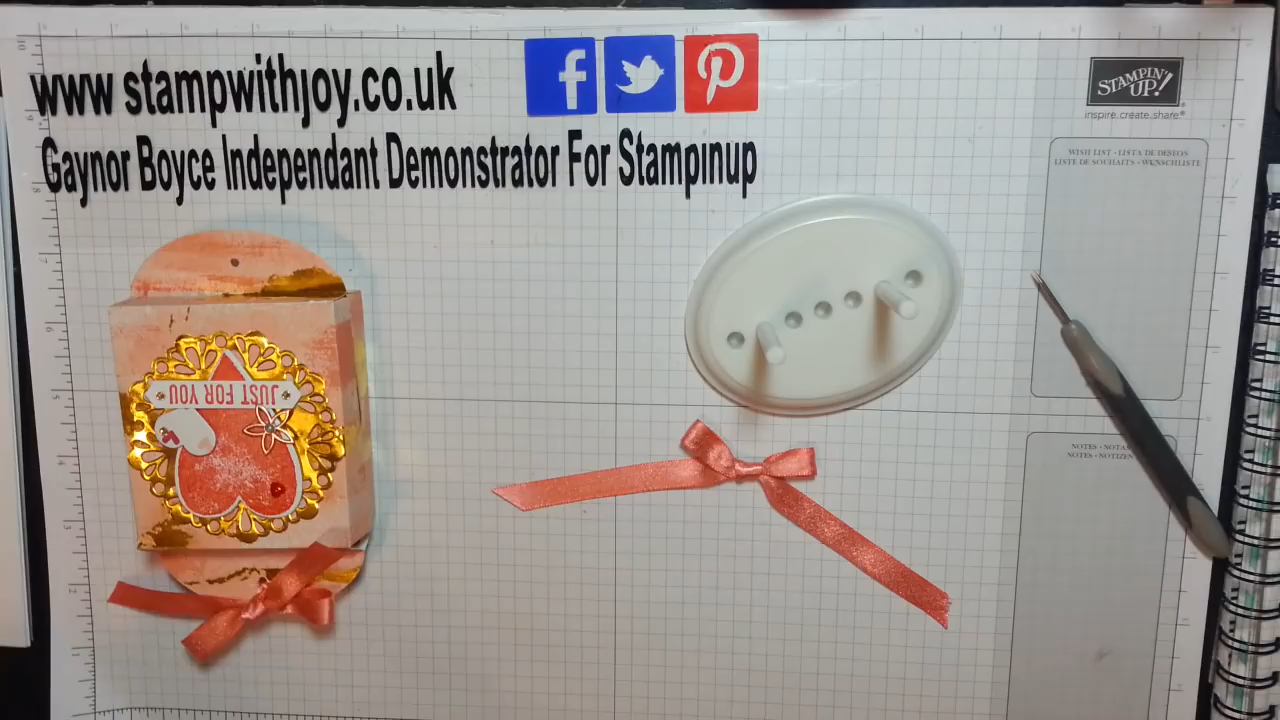 www stampwithjoy.co.uk
Gaynor Boyce Independant Demonstrator For Stampinup
STAMPIN' UP!®
inspire.create.share®
WISH LIST • LISTA DE DESEOS
LISTE DE SOUHAITS • WUNSCHLISTE
JUST FOR YOU
NOTES • NOTAS
NOTES • NOTIZEN